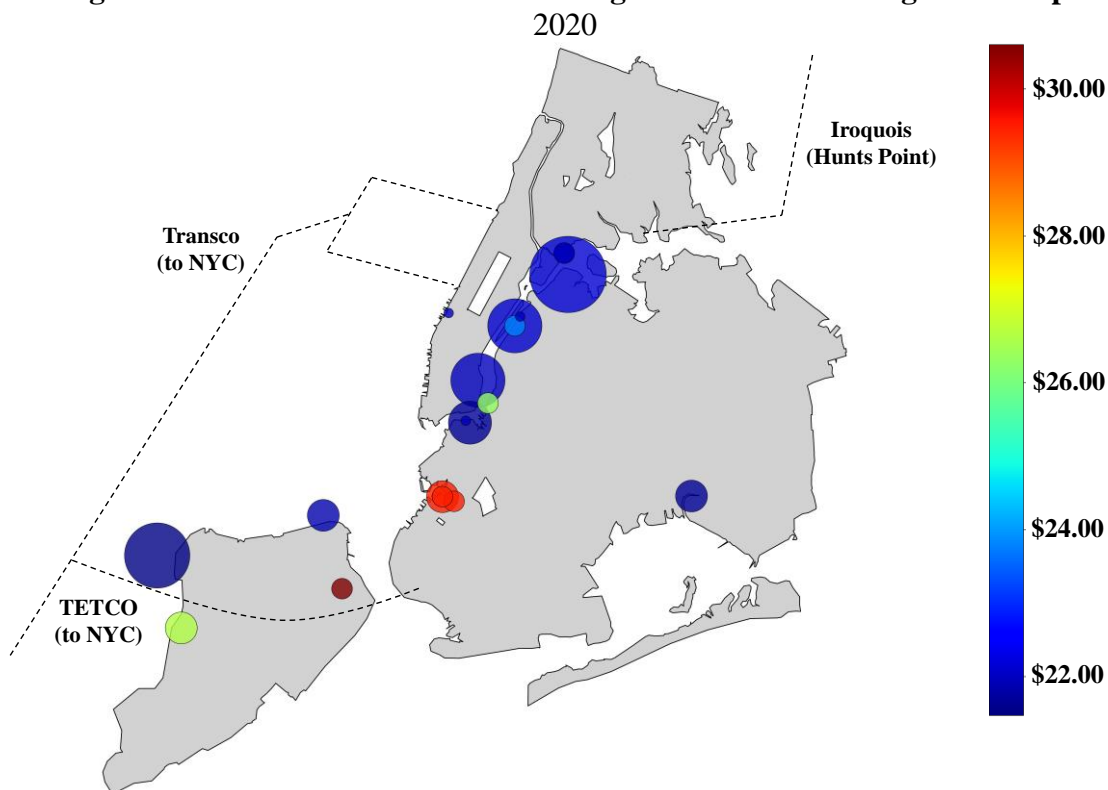 2020
Iroquois
(Hunts Point)
Transco
(to NYC)
TETCO
(to NYC)
$30.00
$28.00
$26.00
$24.00
$22.00